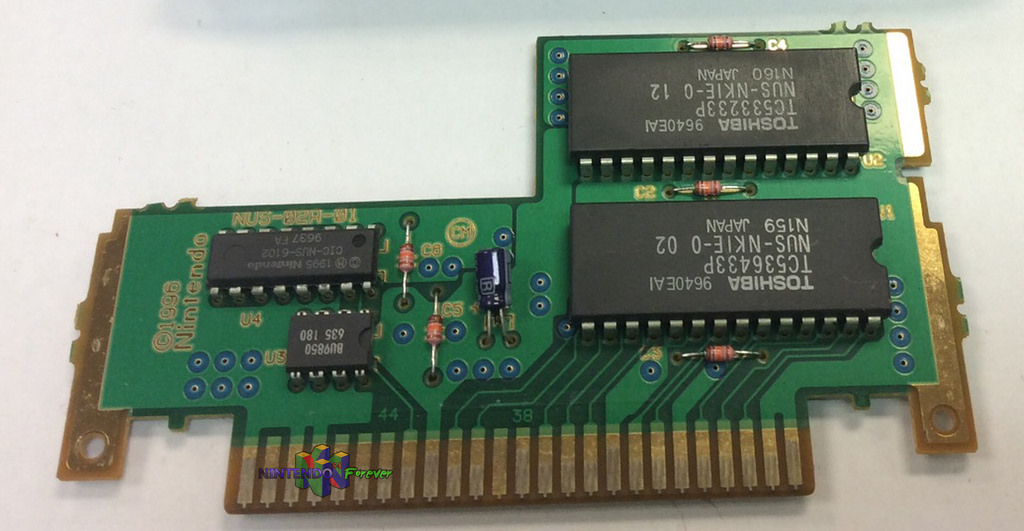 C4
TOSHIBA 9640EAI
TC533233P
NUS-NKIE-0 12
N160 JAPAN
U2
C2
TOSHIBA 9640EAI
TC536433P
NUS-NKIE-0 02
N159 JAPAN
NUS-02A-01
CM
©1996
Nintendo
Ⓜ © 1995 Nintendo
CIC-NUS-6102
9637 FA
U4
C5
U3
BU9850
635 180
44
38
NINTENDO Forever